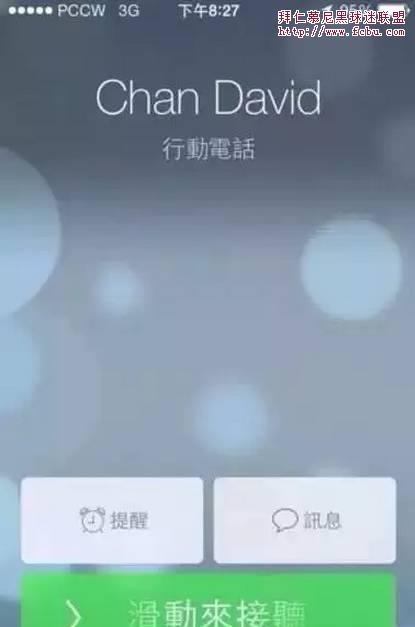 PCCW 3G 下午8:27 95%
拜仁慕尼黑球迷联盟
http://www.fcbu.com
Chan David
行動電話
提醒 訊息
滑動來接聽